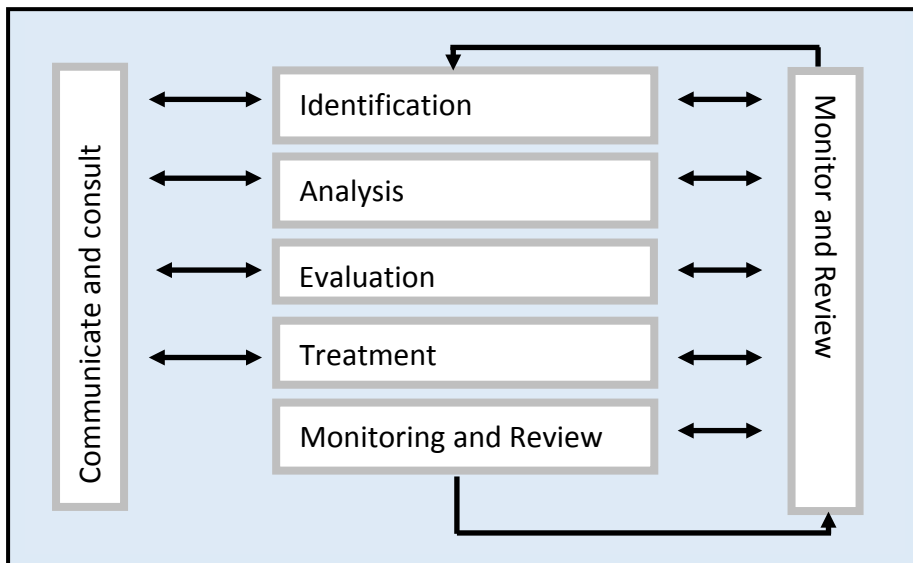 Communicate and consult
Identification
Analysis
Evaluation
Treatment
Monitoring and Review
Monitor and Review